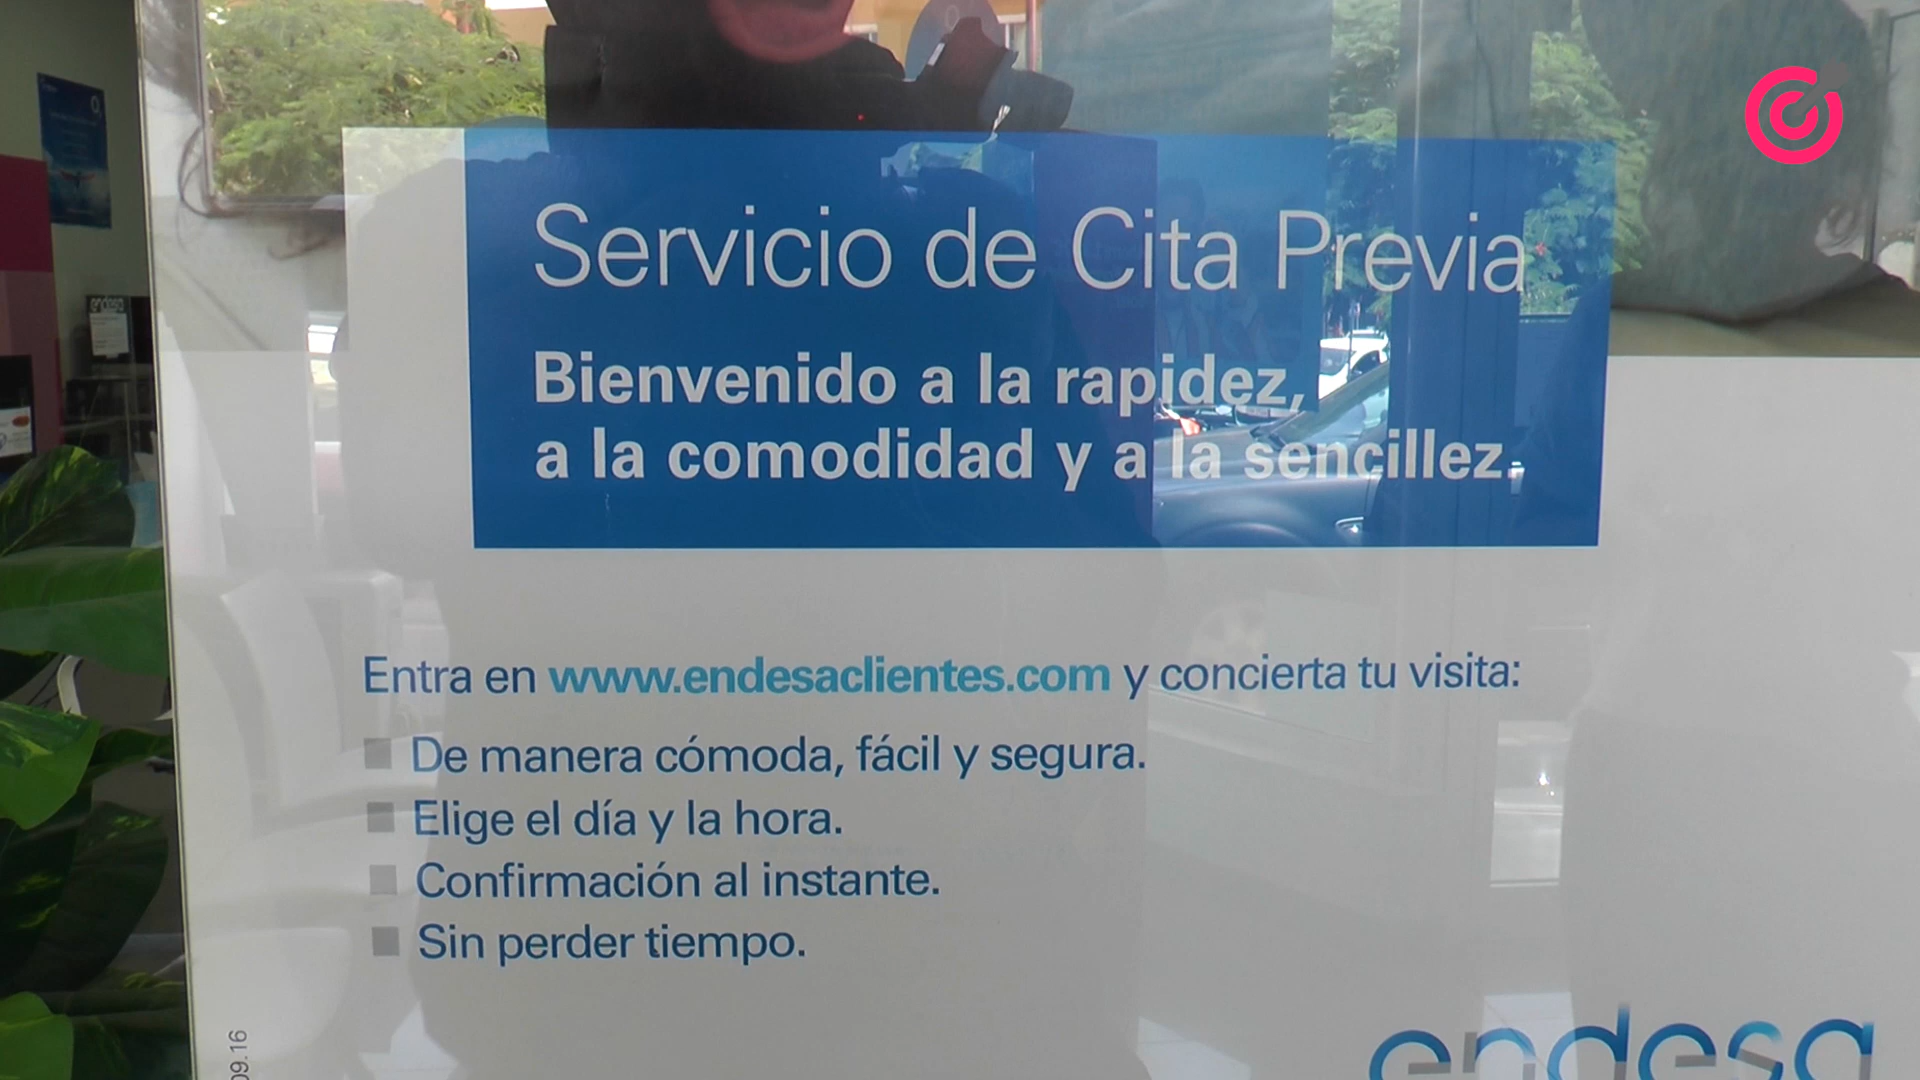 Servicio de Cita Previa
Bienvenido a la rapidez,
a la comodidad y a la sencillez.
Entra en www.endesaclientes.com y concierta tu visita:
De manera cómoda, fácil y segura.
Elige el día y la hora.
Confirmación al instante.
Sin perder tiempo.
09.16
endesa
endesa